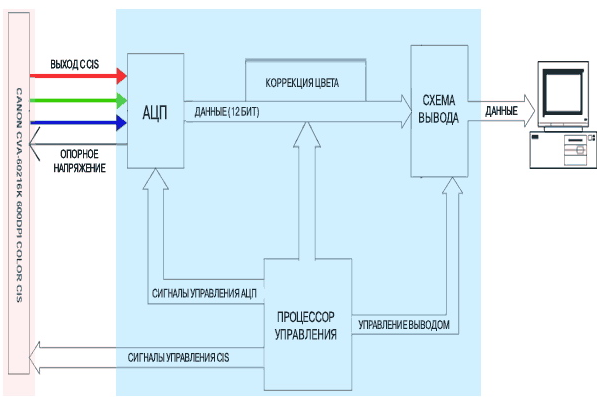 ВЫХОД С CIS
CANON CVA-60216K 600DPI COLOR CIS
АЦП
ОПОРНОЕ
НАПРЯЖЕНИЕ
КОРРЕКЦИЯ ЦВЕТА
ДАННЫЕ (12 БИТ)
СХЕМА
ВЫВОДА
ДАННЫЕ
СИГНАЛЫ УПРАВЛЕНИЯ АЦП
ПРОЦЕССОР
УПРАВЛЕНИЯ
УПРАВЛЕНИЕ ВЫВОДОМ
СИГНАЛЫ УПРАВЛЕНИЯ CIS